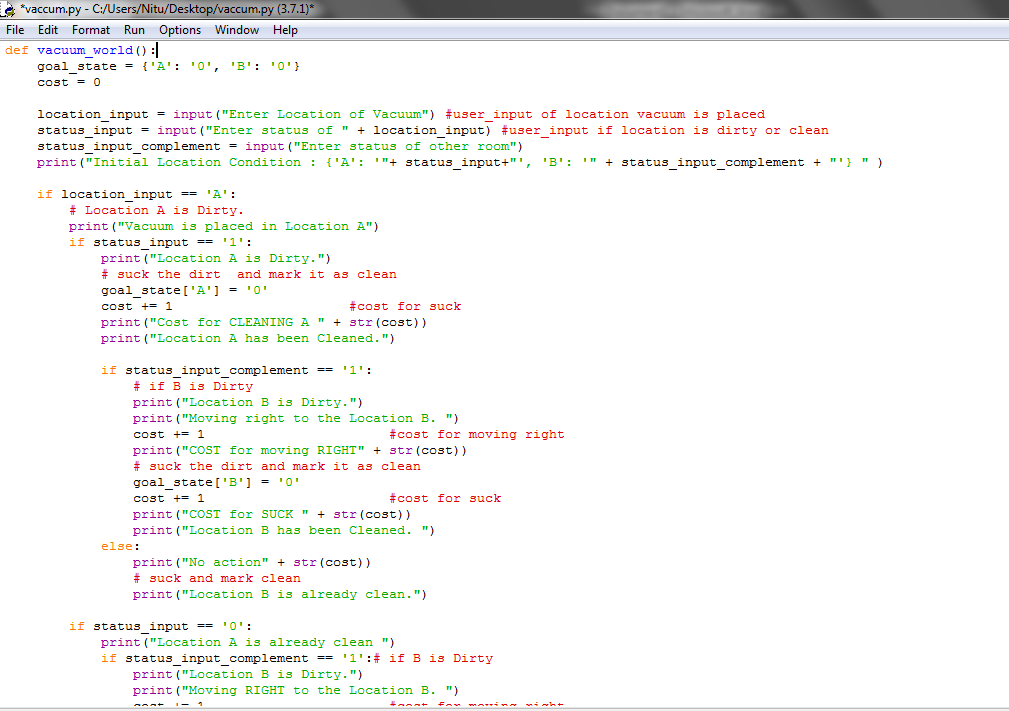 *vaccum.py - C:/Users/Nitu/Desktop/vaccum.py (3.7.1)*
File Edit Format Run Options Window Help
def vacuum_world():
    goal_state = {'A': '0', 'B': '0'}
    cost = 0

    location_input = input("Enter Location of Vacuum") #user_input of location vacuum is placed
    status_input = input("Enter status of " + location_input) #user_input if location is dirty or clean
    status_input_complement = input("Enter status of other room")
    print("Initial Location Condition : {'A': '"+ status_input+"', 'B': '" + status_input_complement + "'} " )

    if location_input == 'A':
        # Location A is Dirty.
        print("Vacuum is placed in Location A")
        if status_input == '1':
            print("Location A is Dirty.")
            # suck the dirt  and mark it as clean
            goal_state['A'] = '0'
            cost += 1                      #cost for suck
            print("Cost for CLEANING A " + str(cost))
            print("Location A has been Cleaned.")

            if status_input_complement == '1':
                # if B is Dirty
                print("Location B is Dirty.")
                print("Moving right to the Location B. ")
                cost += 1                       #cost for moving right
                print("COST for moving RIGHT" + str(cost))
                # suck the dirt and mark it as clean
                goal_state['B'] = '0'
                cost += 1                       #cost for suck
                print("COST for SUCK " + str(cost))
                print("Location B has been Cleaned. ")
            else:
                print("No action" + str(cost))
                # suck and mark clean
                print("Location B is already clean.")

        if status_input == '0':
            print("Location A is already clean ")
            if status_input_complement == '1':# if B is Dirty
                print("Location B is Dirty.")
                print("Moving RIGHT to the Location B. ")
                cost += 1                       #cost for moving right